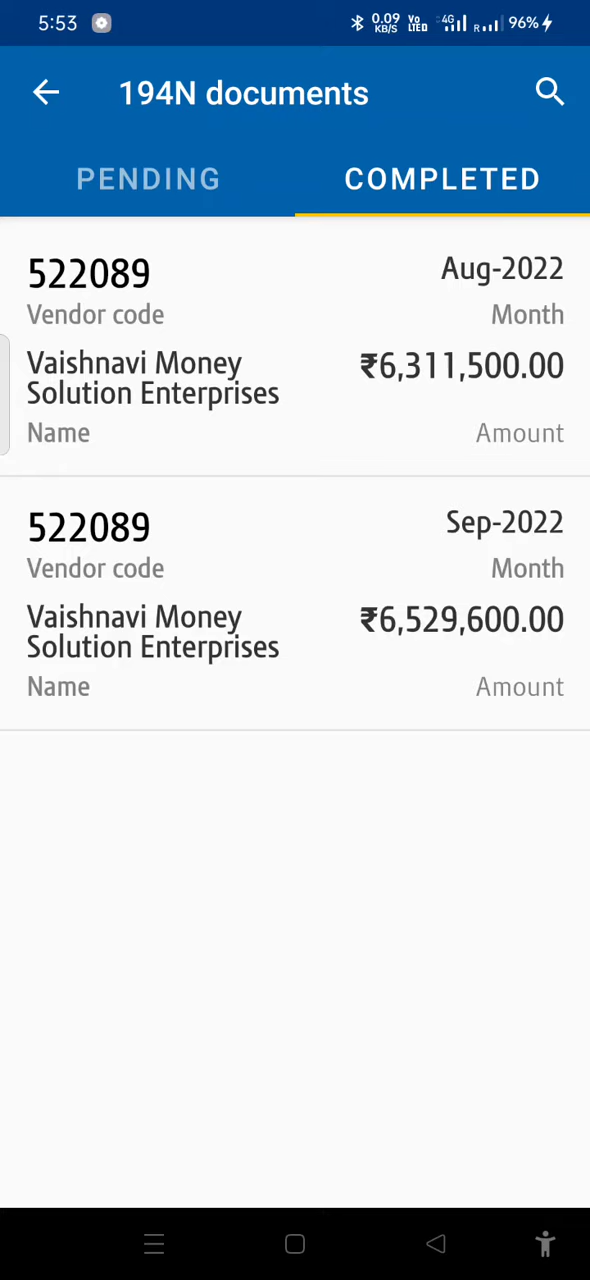 5:53 0.09 KB/S Vo LTED 4G R 96%
194N documents
PENDING COMPLETED
522089 Aug-2022
Vendor code Month
Vaishnavi Money ₹6,311,500.00
Solution Enterprises
Name Amount
522089 Sep-2022
Vendor code Month
Vaishnavi Money ₹6,529,600.00
Solution Enterprises
Name Amount